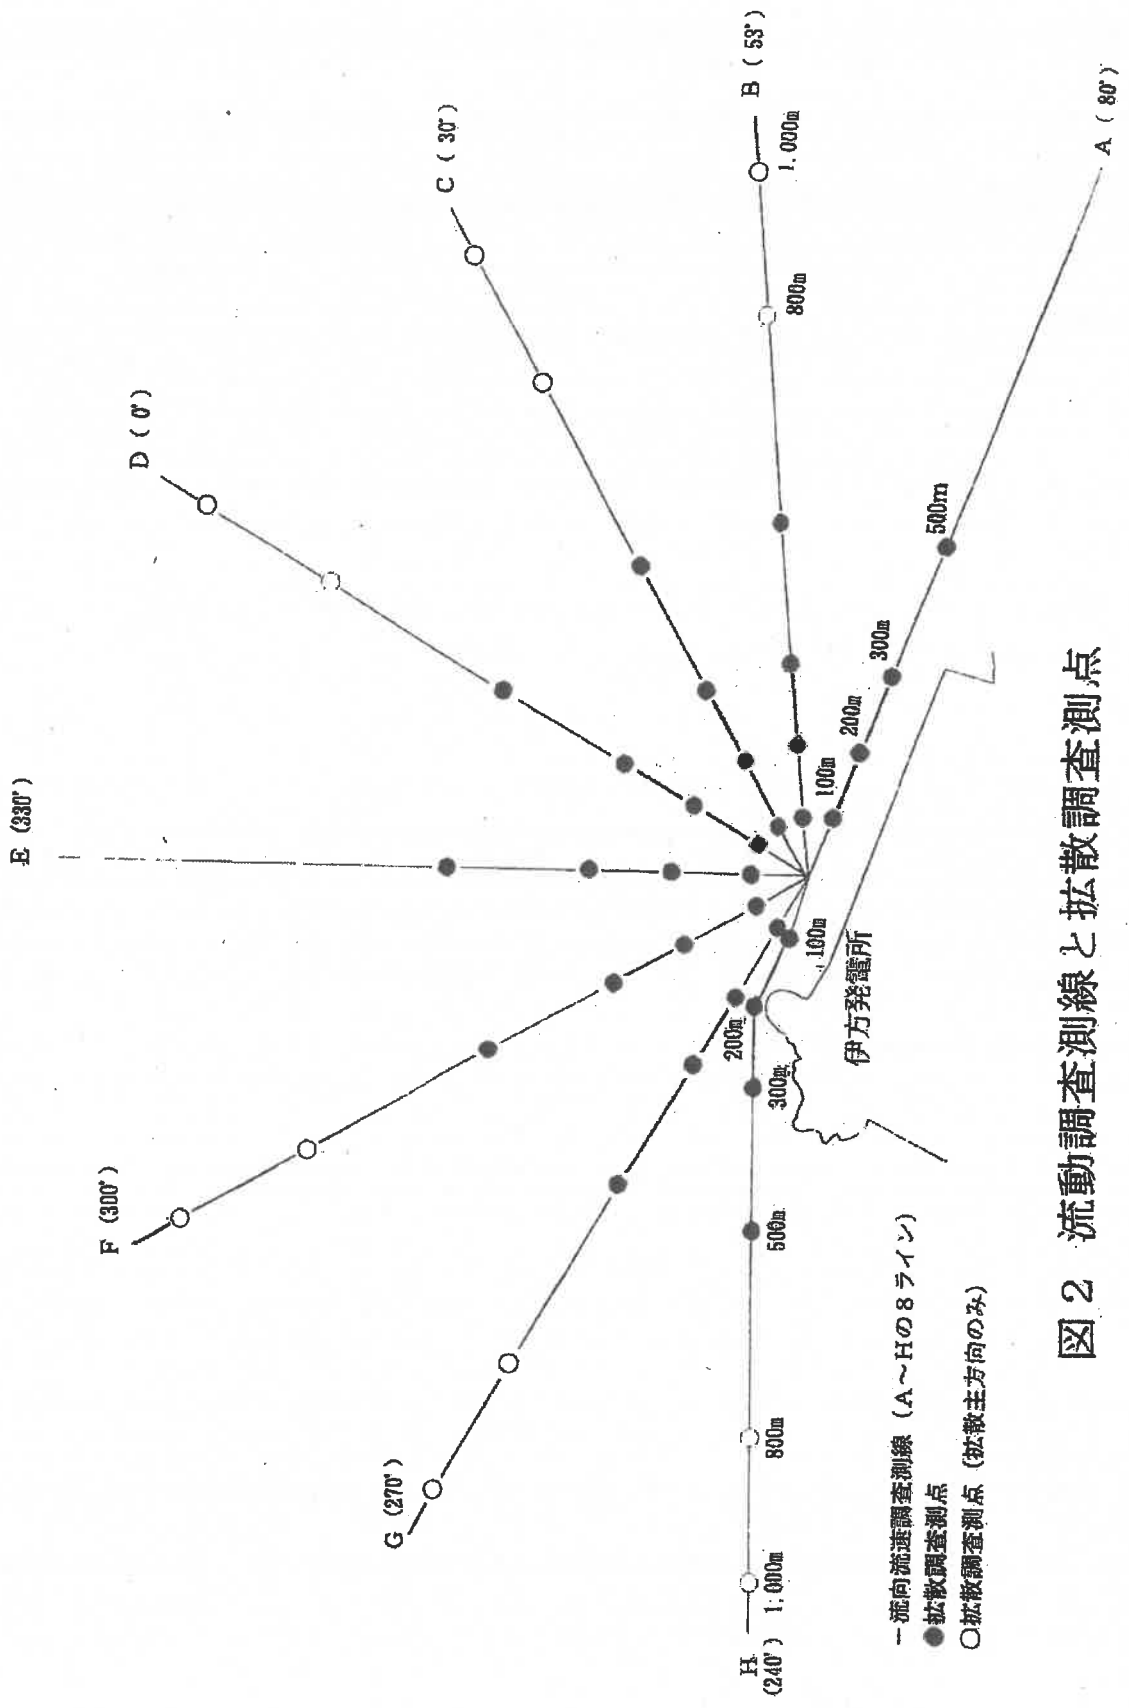 E (330°)
D ( 0°)
F (300°)
C ( 30°)
G (270°)
B ( 53°)
H
(240°)
A ( 80°)
1.000m
800m
500m
300m
200m
100m
100m
200m
300m
500m
800m
1.000m
伊方発電所
ー流向流速調査測線（A～Hの8ライン）
●拡散調査測点
○拡散調査測点（拡散主方向のみ）
図2 流動調査測線と拡散調査測点